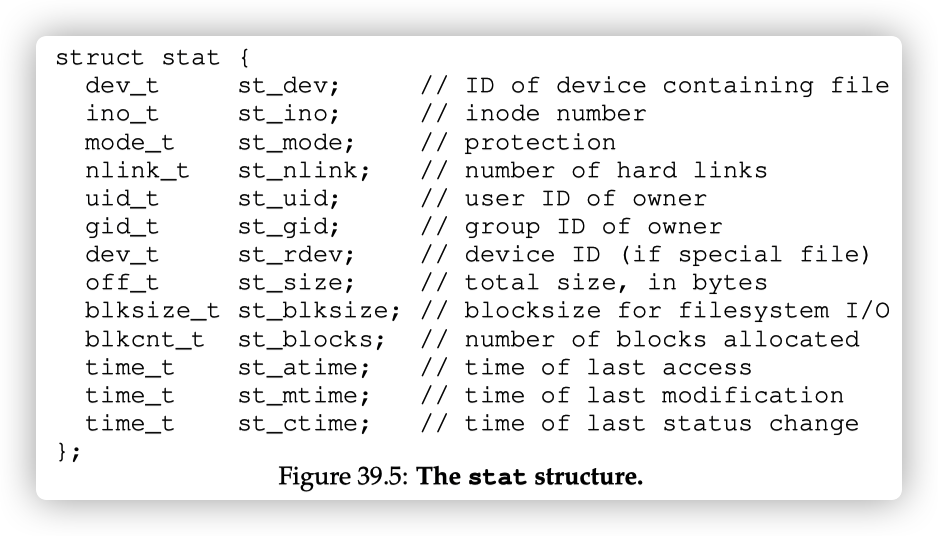 struct stat {
  dev_t     st_dev;     // ID of device containing file
  ino_t     st_ino;     // inode number
  mode_t    st_mode;    // protection
  nlink_t   st_nlink;   // number of hard links
  uid_t     st_uid;     // user ID of owner
  gid_t     st_gid;     // group ID of owner
  dev_t     st_rdev;    // device ID (if special file)
  off_t     st_size;    // total size, in bytes
  blksize_t st_blksize; // blocksize for filesystem I/O
  blkcnt_t  st_blocks;  // number of blocks allocated
  time_t    st_atime;   // time of last access
  time_t    st_mtime;   // time of last modification
  time_t    st_ctime;   // time of last status change
};
Figure 39.5: The stat structure.